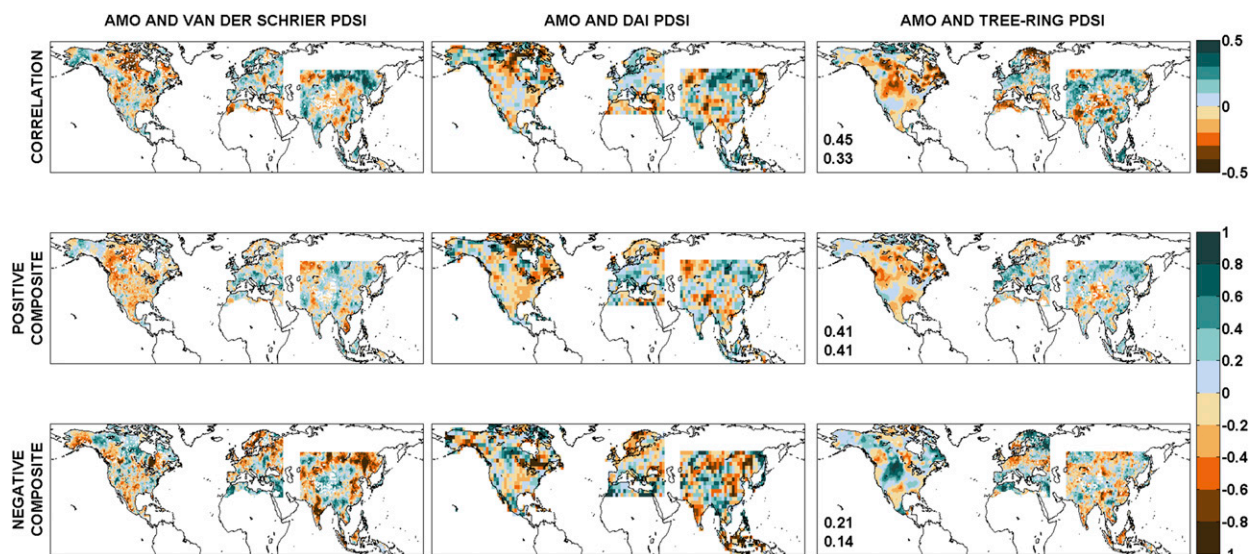 AMO AND VAN DER SCHRIER PDSI
AMO AND DAI PDSI
AMO AND TREE-RING PDSI
CORRELATION
0.45
0.33
0.5
0
-0.5
POSITIVE
COMPOSITE
0.41
0.41
NEGATIVE
COMPOSITE
0.21
0.14
1
0.8
0.6
0.4
0.2
0
-0.2
-0.4
-0.6
-0.8
-1